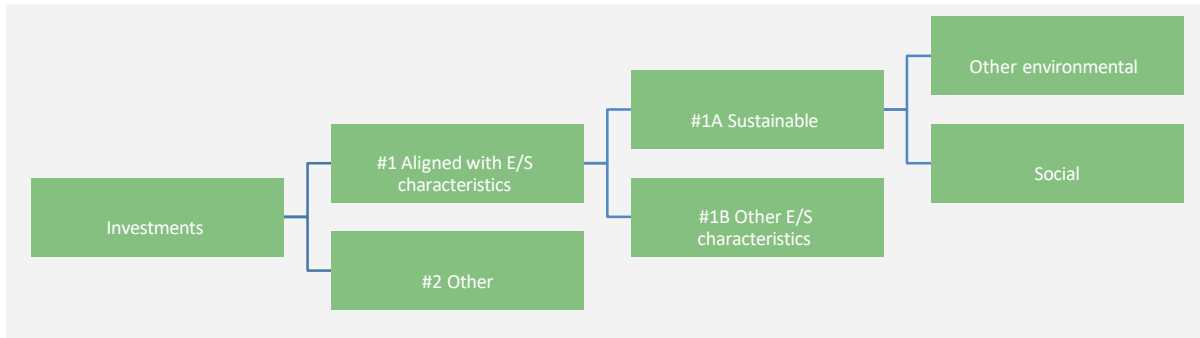 Investments
#1 Aligned with E/S
characteristics
#2 Other
#1A Sustainable
#1B Other E/S
characteristics
Other environmental
Social